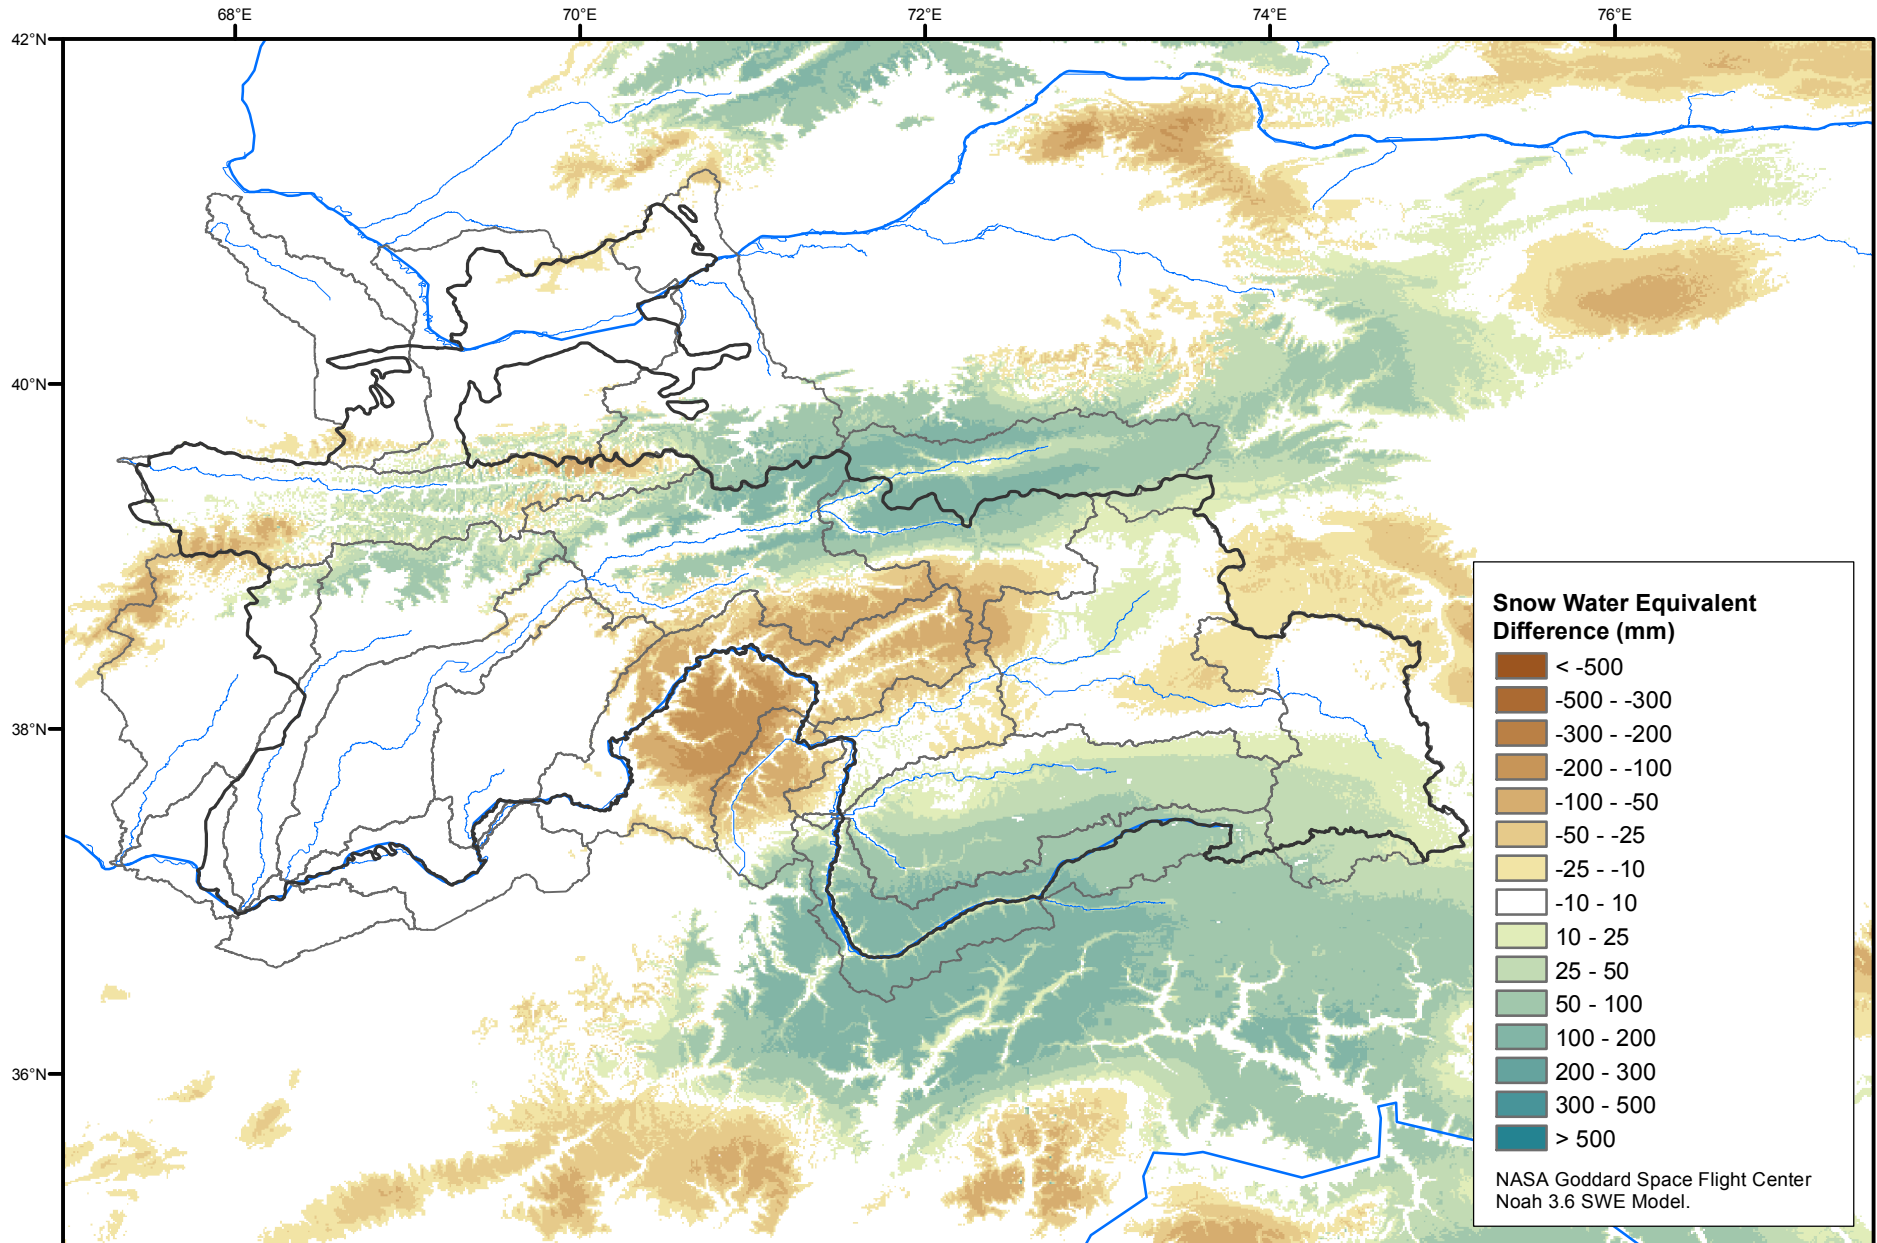 68°E
70°E
72°E
74°E
76°E
42°N
40°N
38°N
36°N
Snow Water Equivalent
Difference (mm)
< -500
-500 - -300
-300 - -200
-200 - -100
-100 - -50
-50 - -25
-25 - -10
-10 - 10
10 - 25
25 - 50
50 - 100
100 - 200
200 - 300
300 - 500
> 500
NASA Goddard Space Flight Center
Noah 3.6 SWE Model.